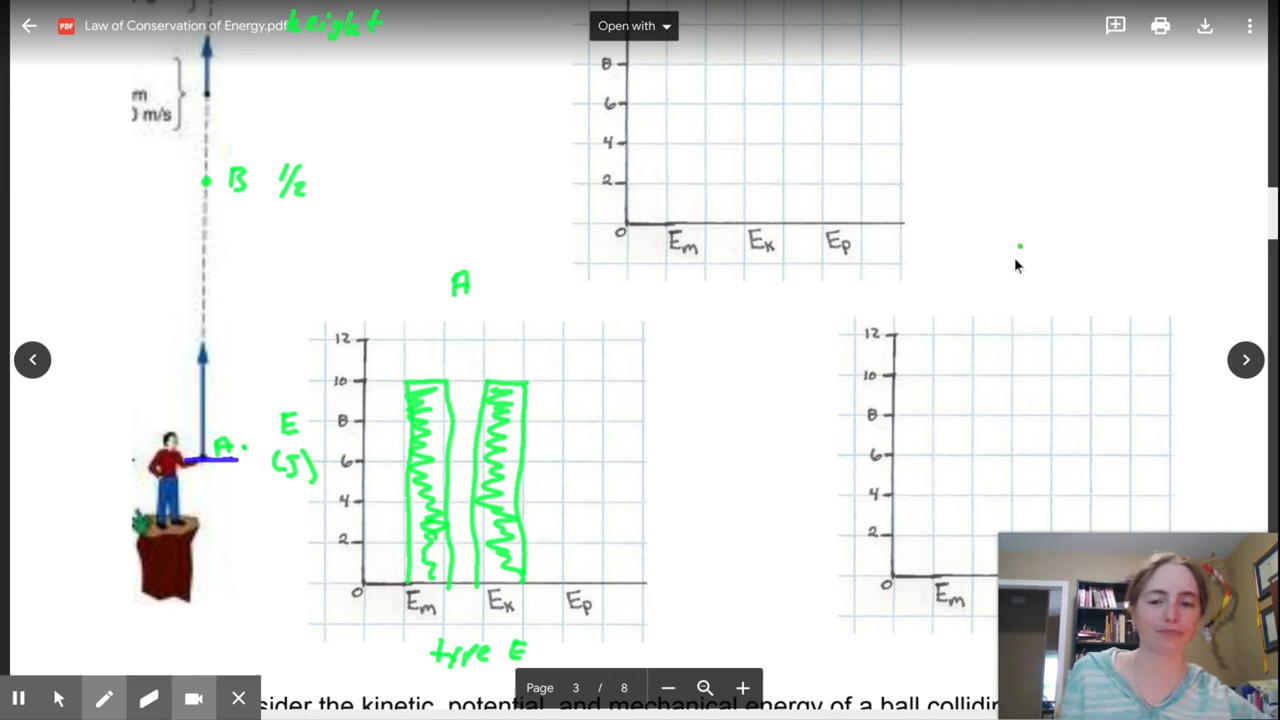 Law of Conservation of Energy.pdf
height
Open with
m
0 m/s
B 1/2
8
6
4
2
0
Em Ek Ep
A
A.
E
(J)
12
10
8
6
4
2
0
Em Ek Ep
type E
12
10
8
6
4
2
0
Em
Page 3 / 8
sider the kinetic, potential, and mechanical energy of a ball collidin